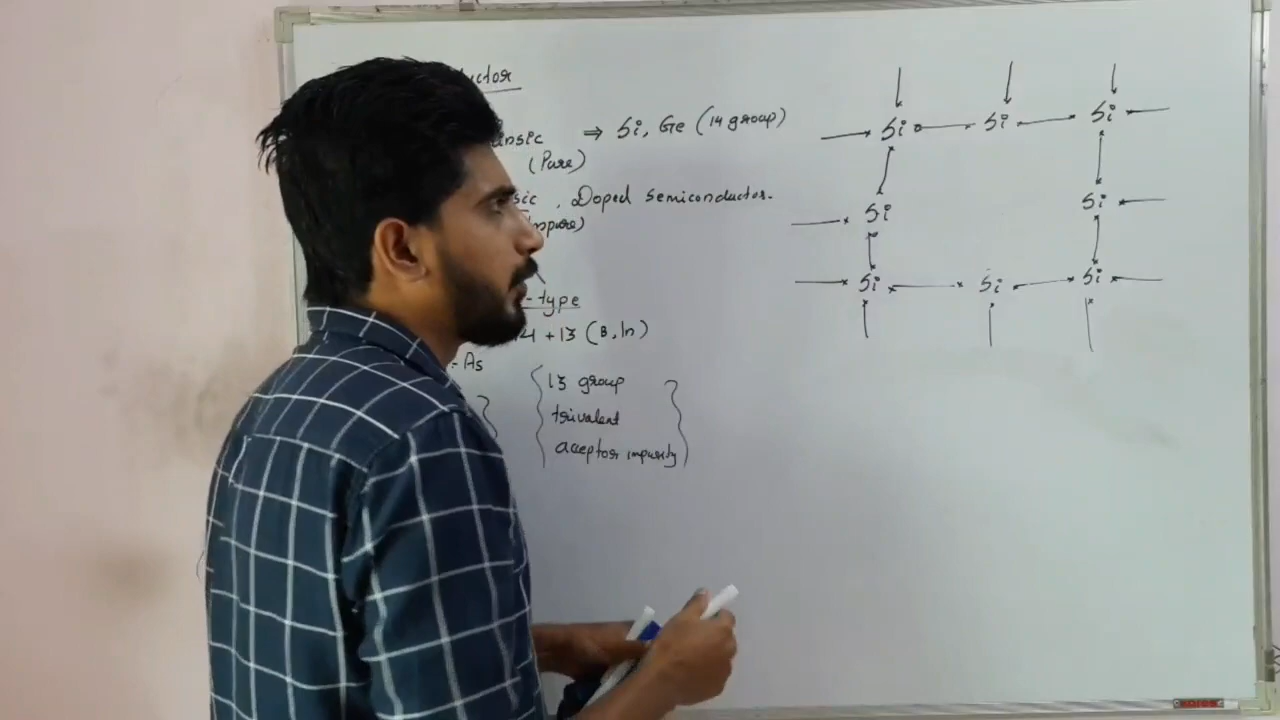 ctor
insic ⇒ Si, Ge (14 group)
(Pure)
sic , Doped semiconductor.
mpure)
-type
4 + 13 (B, In)
- As
13 group
trivalent
acceptor impurity
Si Si Si
Si Si
Si Si Si